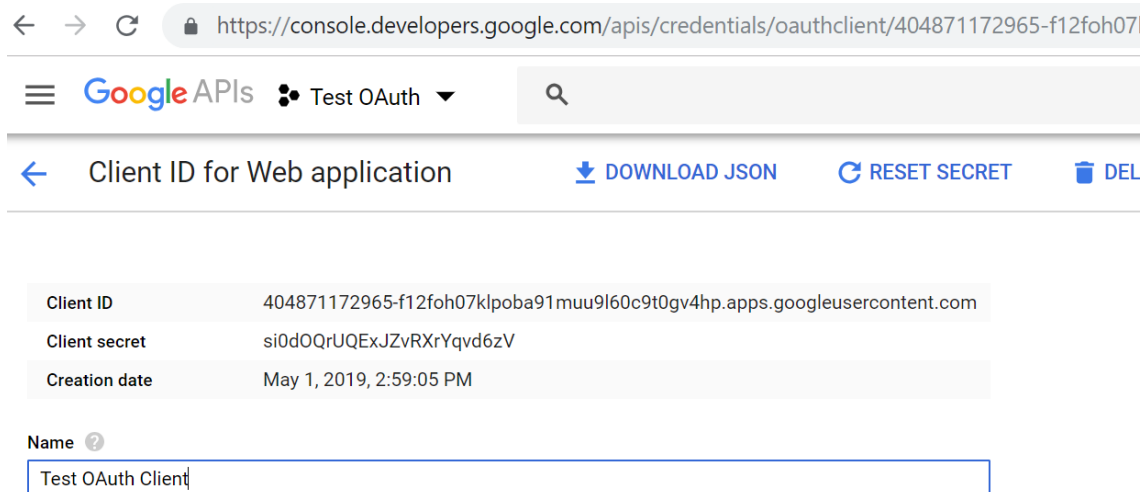 https://console.developers.google.com/apis/credentials/oauthclient/404871172965-f12foh07
Google APIs Test OAuth
Client ID for Web application DOWNLOAD JSON RESET SECRET DEL
Client ID 404871172965-f12foh07klpoba91muu9l60c9t0gv4hp.apps.googleusercontent.com
Client secret si0dOQrUQExJZvRXrYqvd6zV
Creation date May 1, 2019, 2:59:05 PM
Name ?
Test OAuth Client